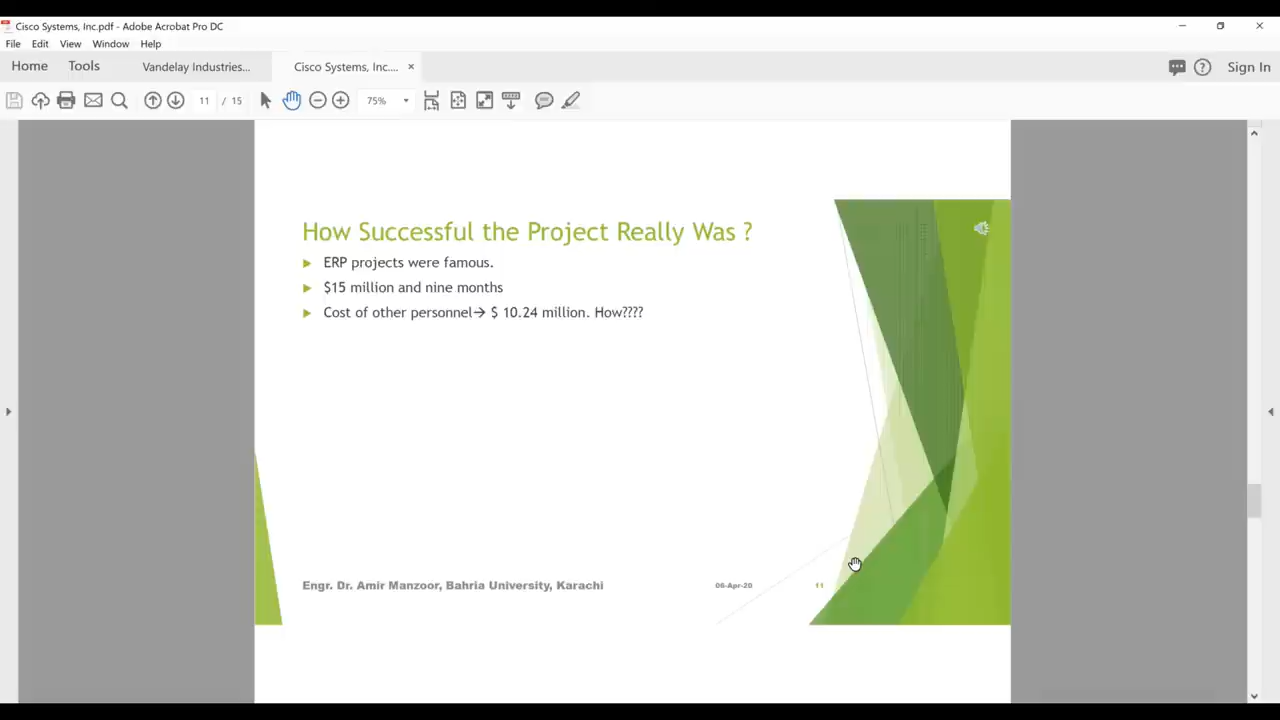 Cisco Systems, Inc.pdf - Adobe Acrobat Pro DC
File Edit View Window Help
Home Tools Vandelay Industries... Cisco Systems, Inc.... × Sign In
11 / 15 75%
How Successful the Project Really Was ?
ERP projects were famous.
$15 million and nine months
Cost of other personnel→ $ 10.24 million. How????
Engr. Dr. Amir Manzoor, Bahria University, Karachi 06-Apr-20 11